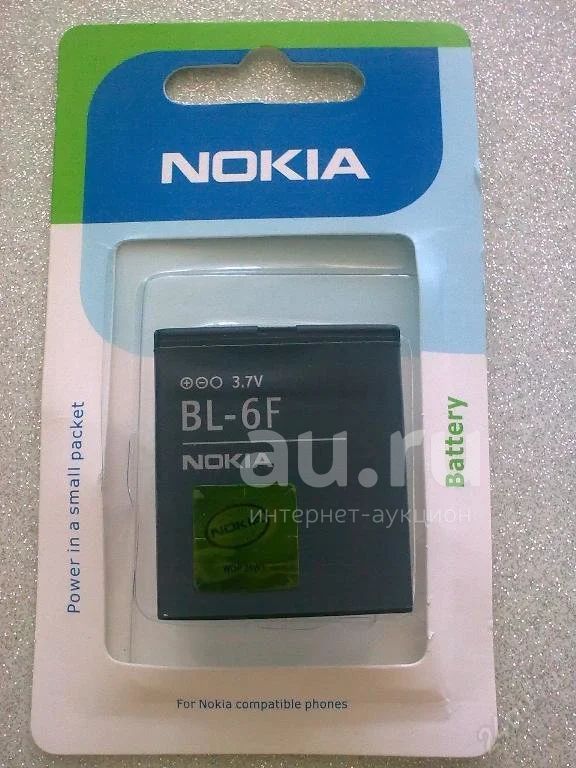 NOKIA
3.7V
BL-6F
NOKIA
NOKIA
au.ru
интернет-аукцион
Power in a small packet
Battery
For Nokia compatible phones